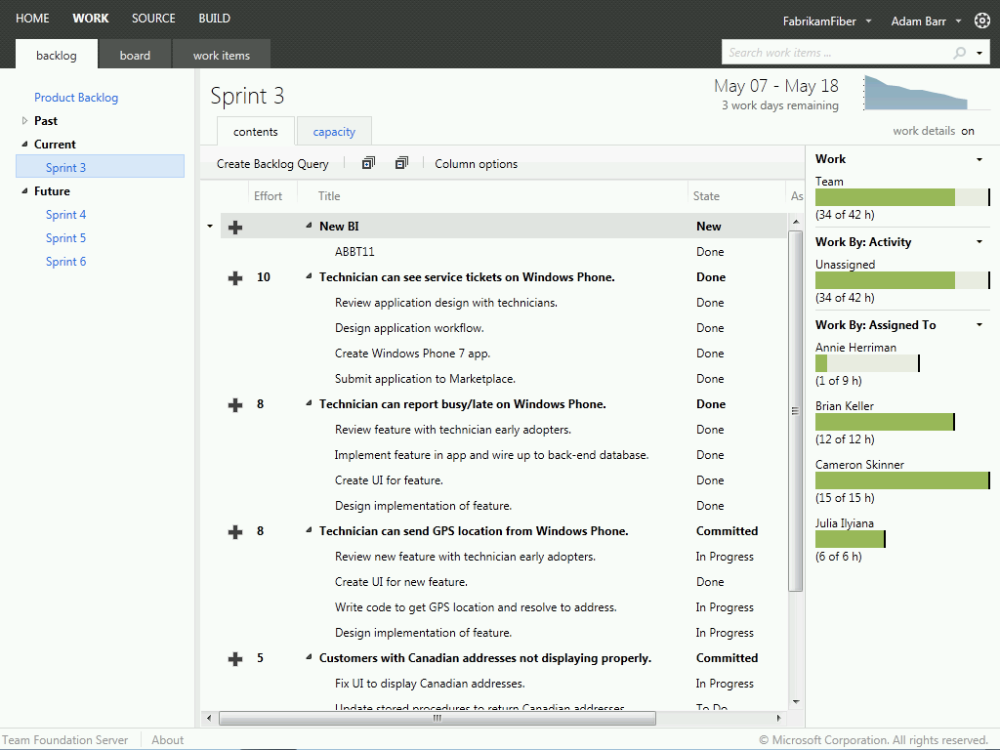 HOME WORK SOURCE BUILD
FabrikamFiber Adam Barr
backlog board work items
Search work items ...
Product Backlog
Past
Current
Sprint 3
Future
Sprint 4
Sprint 5
Sprint 6
Sprint 3
May 07 - May 18
3 work days remaining
work details on
contents capacity
Create Backlog Query Column options
Effort Title State As
New BI New
ABBT11 Done
10 Technician can see service tickets on Windows Phone. Done
Review application design with technicians. Done
Design application workflow. Done
Create Windows Phone 7 app. Done
Submit application to Marketplace. Done
8 Technician can report busy/late on Windows Phone. Done
Review feature with technician early adopters. Done
Implement feature in app and wire up to back-end database. Done
Create UI for feature. Done
Design implementation of feature. Done
8 Technician can send GPS location from Windows Phone. Committed
Review new feature with technician early adopters. In Progress
Create UI for new feature. Done
Write code to get GPS location and resolve to address. In Progress
Design implementation of feature. In Progress
5 Customers with Canadian addresses not displaying properly. Committed
Fix UI to display Canadian addresses. In Progress
Update stored procedures to return Canadian addresses To Do
Work
Team
(34 of 42 h)
Work By: Activity
Unassigned
(34 of 42 h)
Work By: Assigned To
Annie Herriman
(1 of 9 h)
Brian Keller
(12 of 12 h)
Cameron Skinner
(15 of 15 h)
Julia Ilyiana
(6 of 6 h)
Team Foundation Server About
© Microsoft Corporation. All rights reserved.